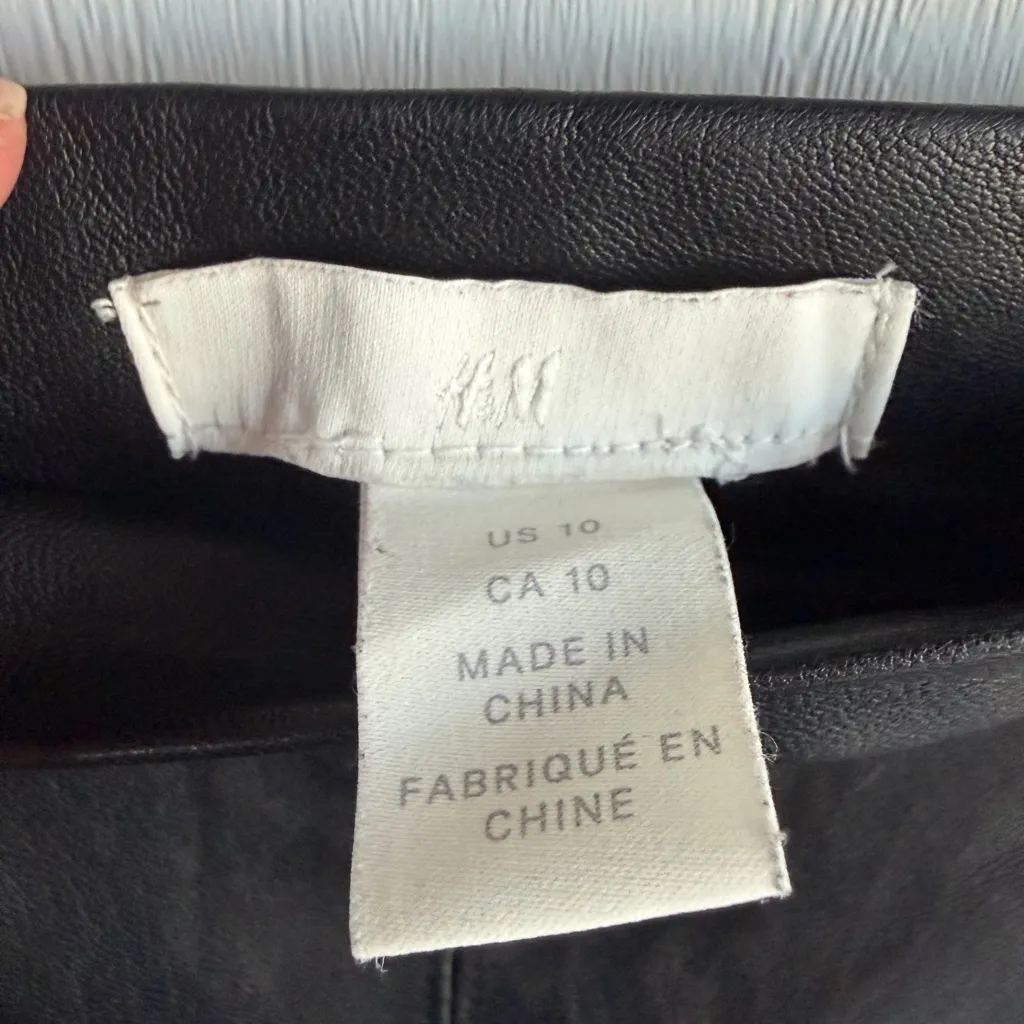 H&M
US 10
CA 10
MADE IN
CHINA
FABRIQUÉ EN
CHINE